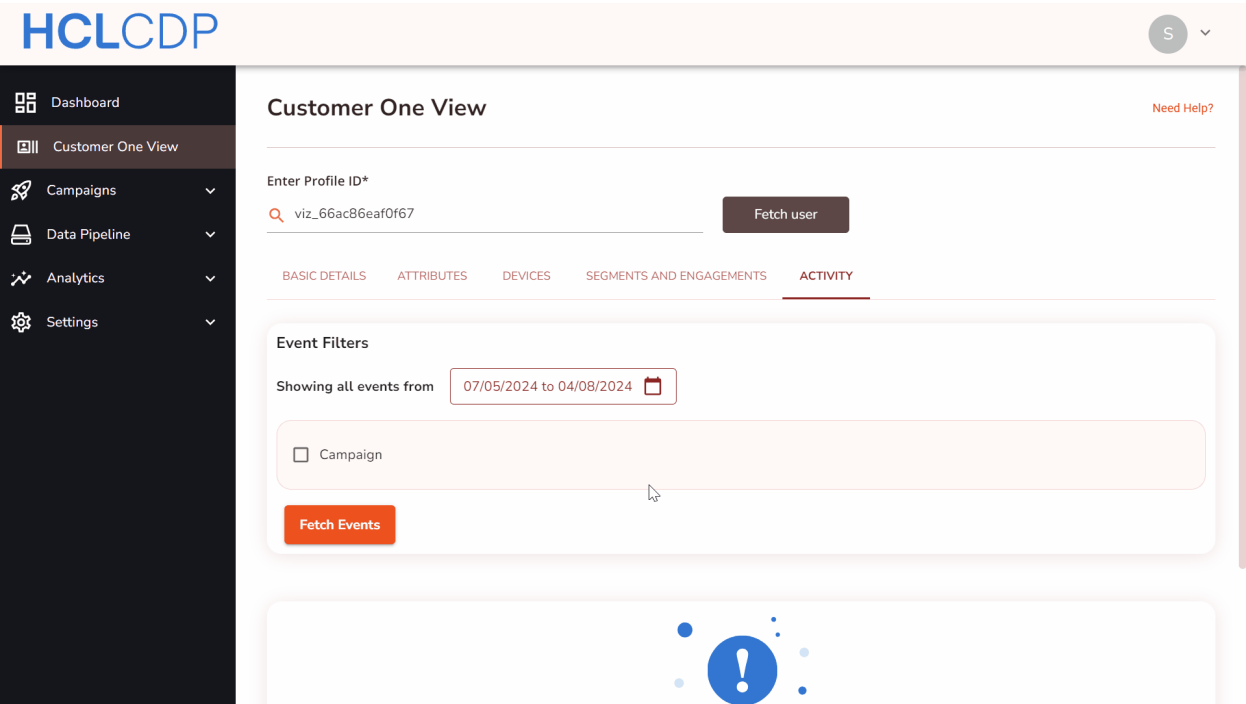 HCLCDP
S
Dashboard
Customer One View
Campaigns
Data Pipeline
Analytics
Settings
Customer One View
Need Help?
Enter Profile ID*
viz_66ac86eaf0f67
Fetch user
BASIC DETAILS ATTRIBUTES DEVICES SEGMENTS AND ENGAGEMENTS ACTIVITY
Event Filters
Showing all events from 07/05/2024 to 04/08/2024
Campaign
Fetch Events